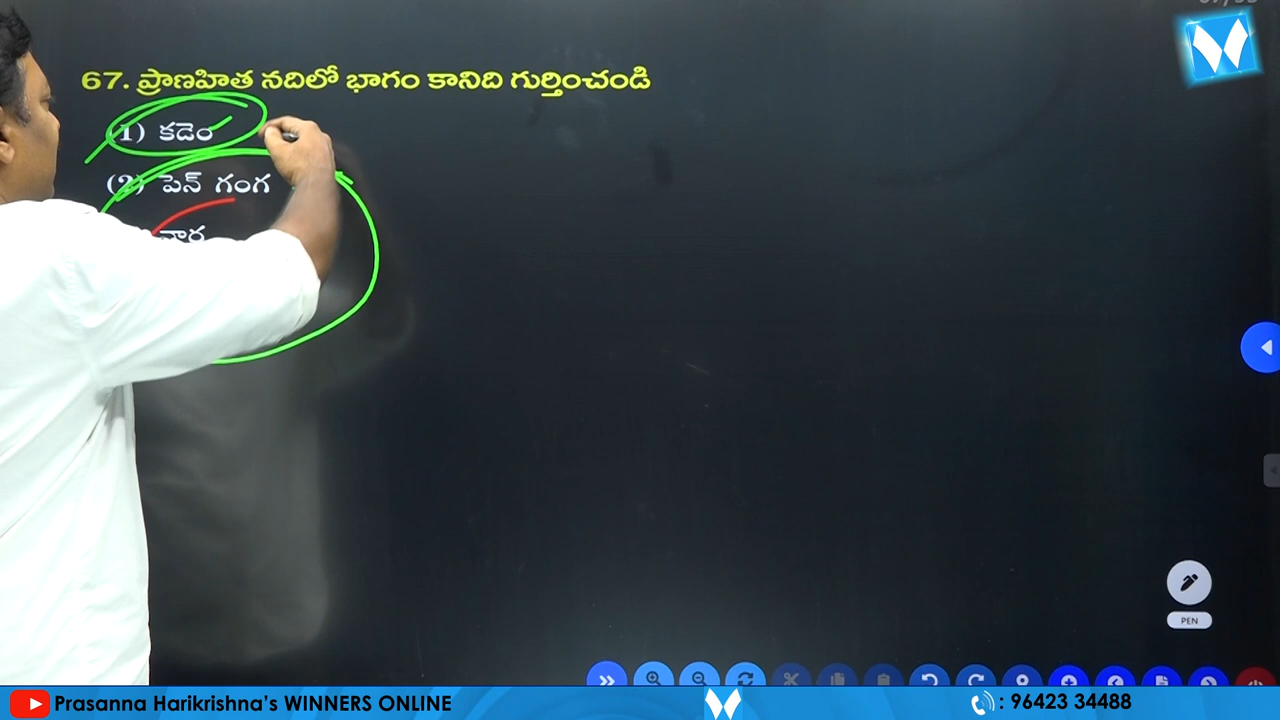 67. ప్రాణహిత నదిలో భాగం కానిది గుర్తించండి
(1) కడెం
(2) పెన్ గంగ
PEN
Prasanna Harikrishna's WINNERS ONLINE
: 96423 34488